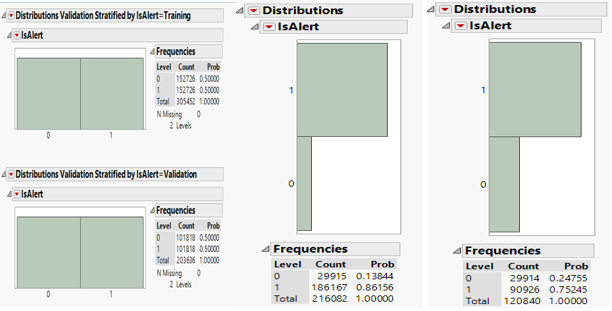 Distributions Validation Stratified by IsAlert=Training
IsAlert
Frequencies
Level Count Prob
0 152726 0.50000
1 152726 0.50000
Total 305452 1.00000
N Missing 0
2 Levels
0 1
Distributions Validation Stratified by IsAlert=Validation
IsAlert
Frequencies
Level Count Prob
0 101818 0.50000
1 101818 0.50000
Total 203636 1.00000
N Missing 0
2 Levels
0 1
Distributions
IsAlert
1
0
Frequencies
Level Count Prob
0 29915 0.13844
1 186167 0.86156
Total 216082 1.00000
Distributions
IsAlert
1
0
Frequencies
Level Count Prob
0 29914 0.24755
1 90926 0.75245
Total 120840 1.00000